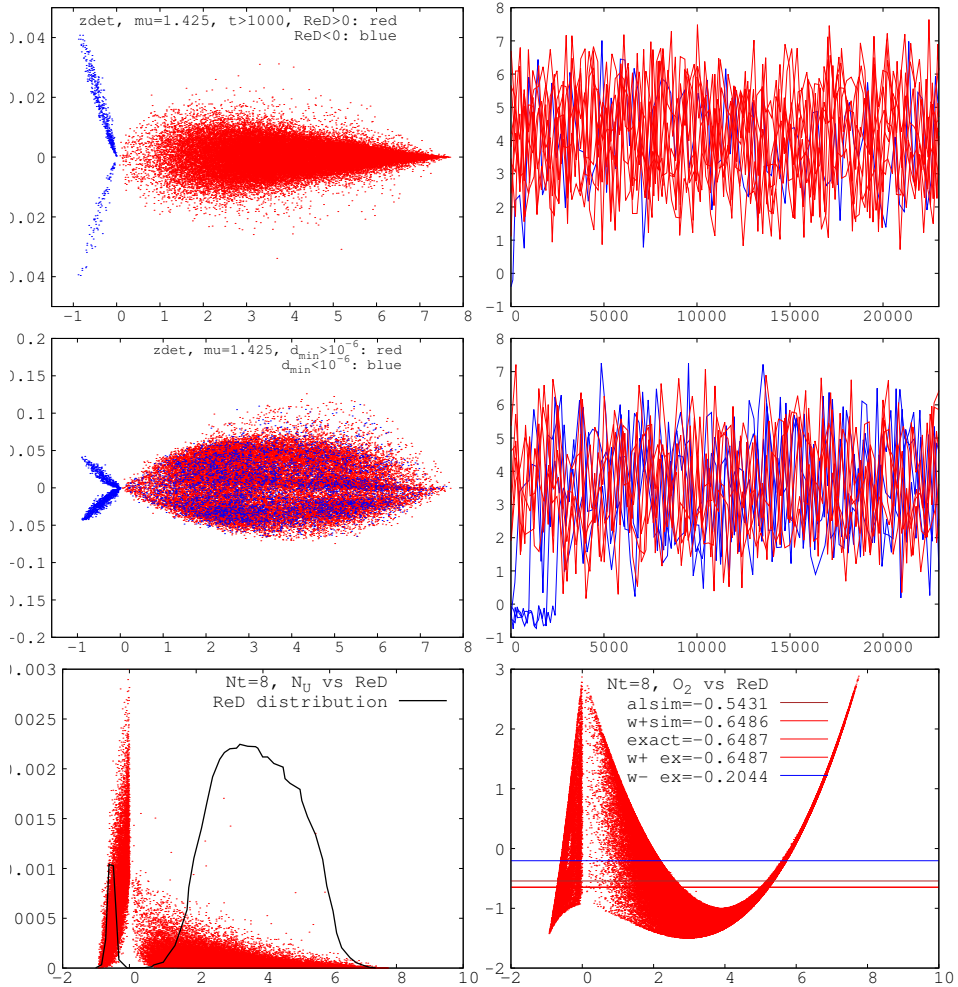 zdet, mu=1.425, t>1000, ReD>0: red
ReD<0: blue
0.04
0.02
0
0.02
0.04
−1 0 1 2 3 4 5 6 7 8
8
7
6
5
4
3
2
1
0
−1
5000 10000 15000 20000
zdet, mu=1.425, d_min>10^−6: red
d_min<10^−6: blue
0.2
0.15
0.1
0.05
0
−0.05
−0.1
−0.15
−0.2
−1 0 1 2 3 4 5 6 7 8
8
7
6
5
4
3
2
1
0
−1
5000 10000 15000 20000
Nt=8, N_U vs ReD
ReD distribution
0.003
0025
0.002
0015
0.001
0005
0
−2 0 2 4 6 8 10
Nt=8, O_2 vs ReD
alsim=−0.5431
w+sim=−0.6486
exact=−0.6487
w+ ex=−0.6487
w− ex=−0.2044
3
2
1
0
−1
−2
−2 0 2 4 6 8 10